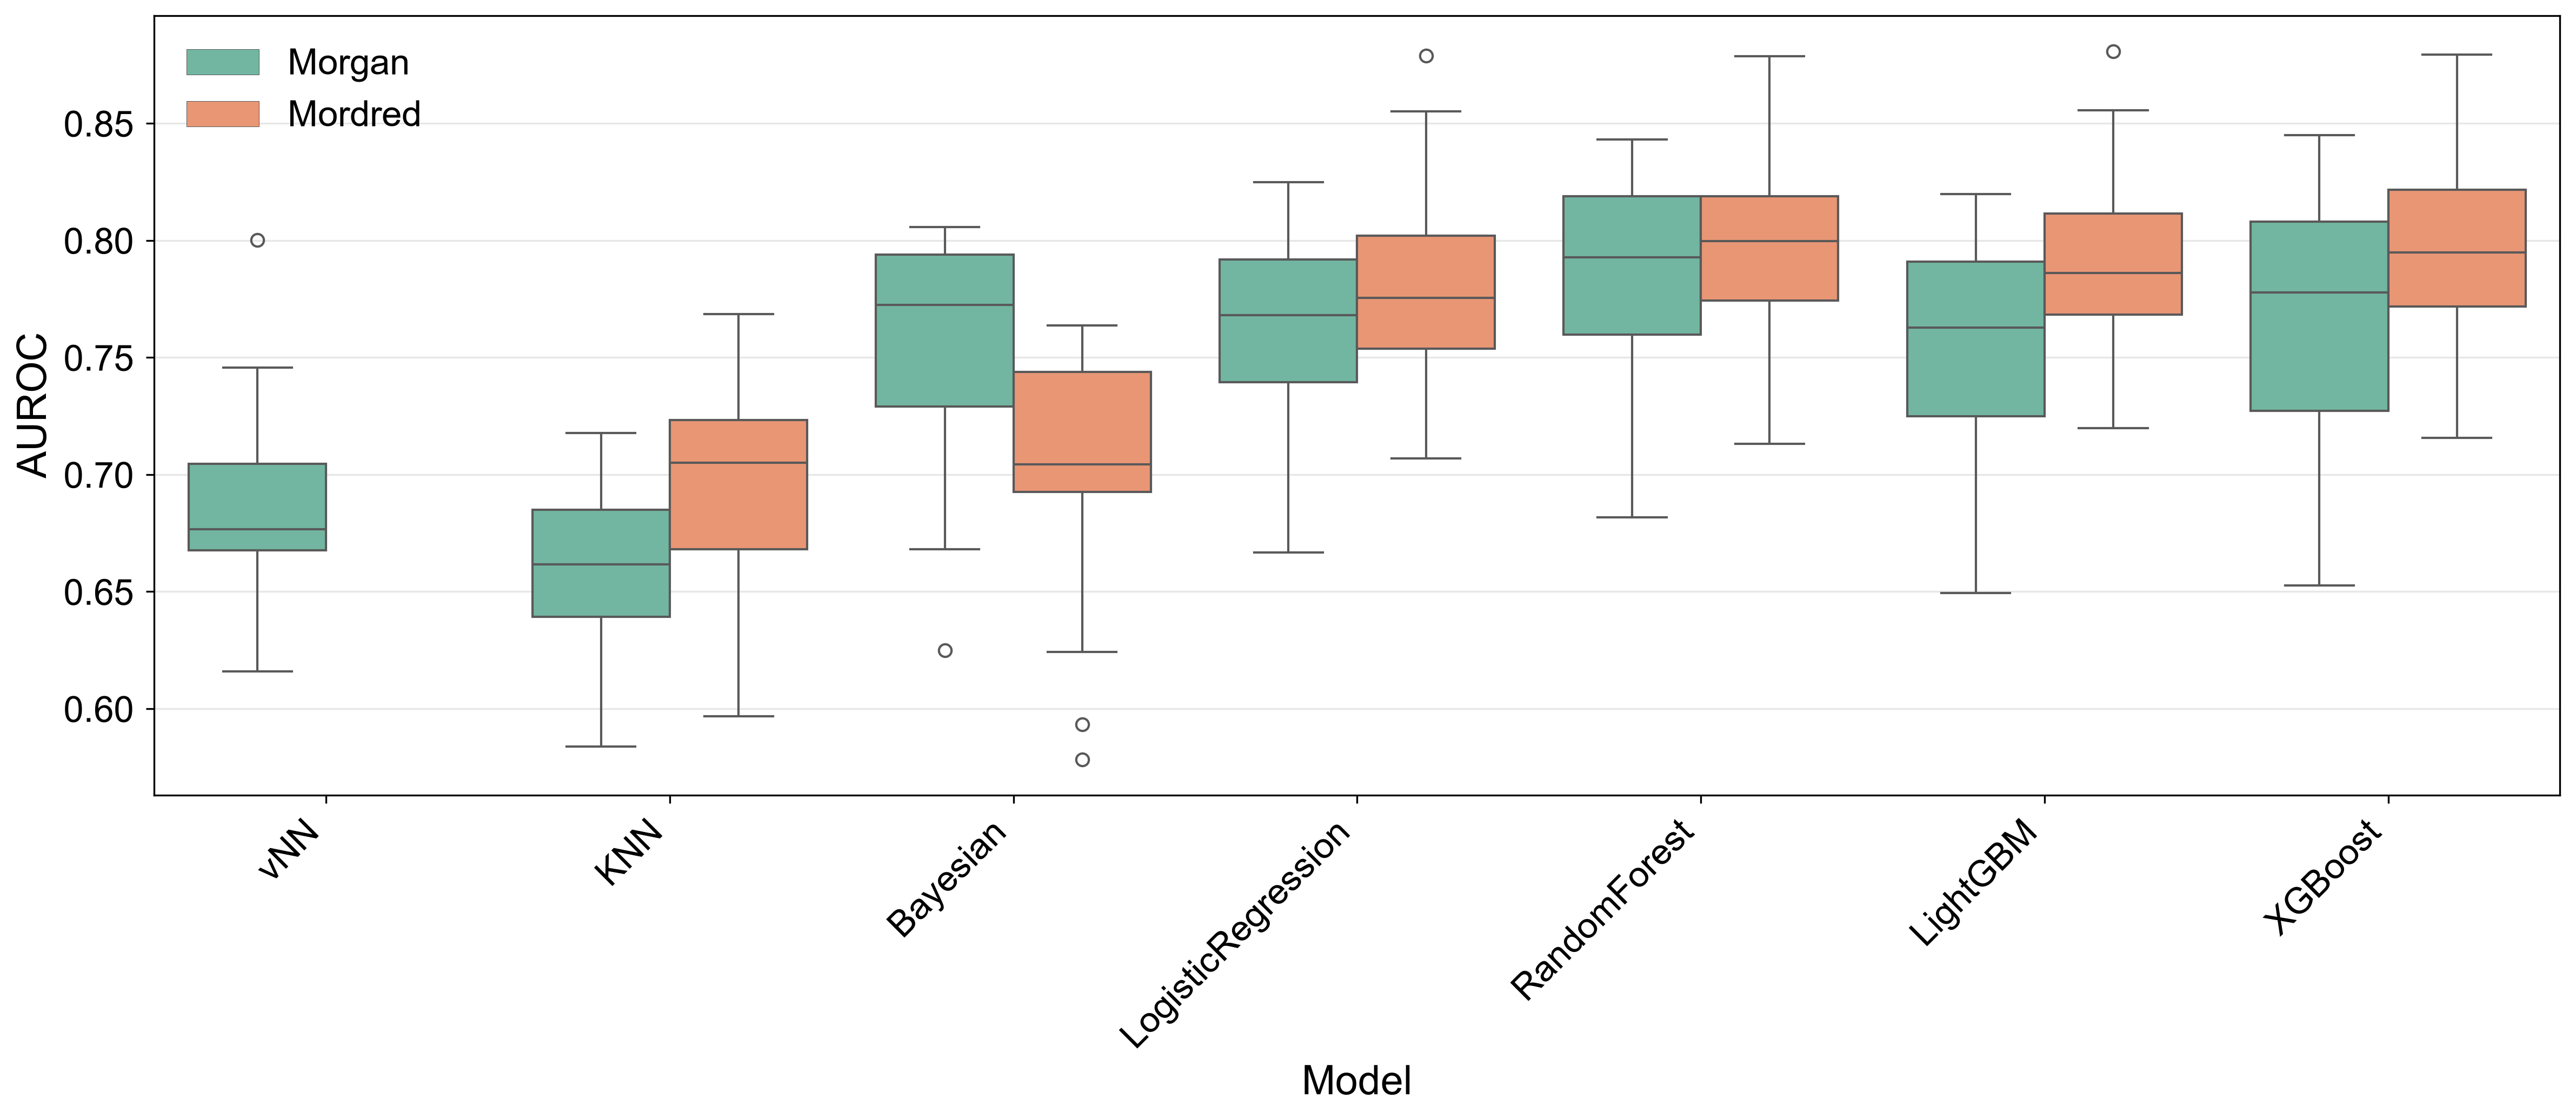 Morgan
Mordred
0.85
0.80
0.75
0.70
0.65
0.60
AUROC
vNN
KNN
Bayesian
LogisticRegression
RandomForest
LightGBM
XGBoost
Model